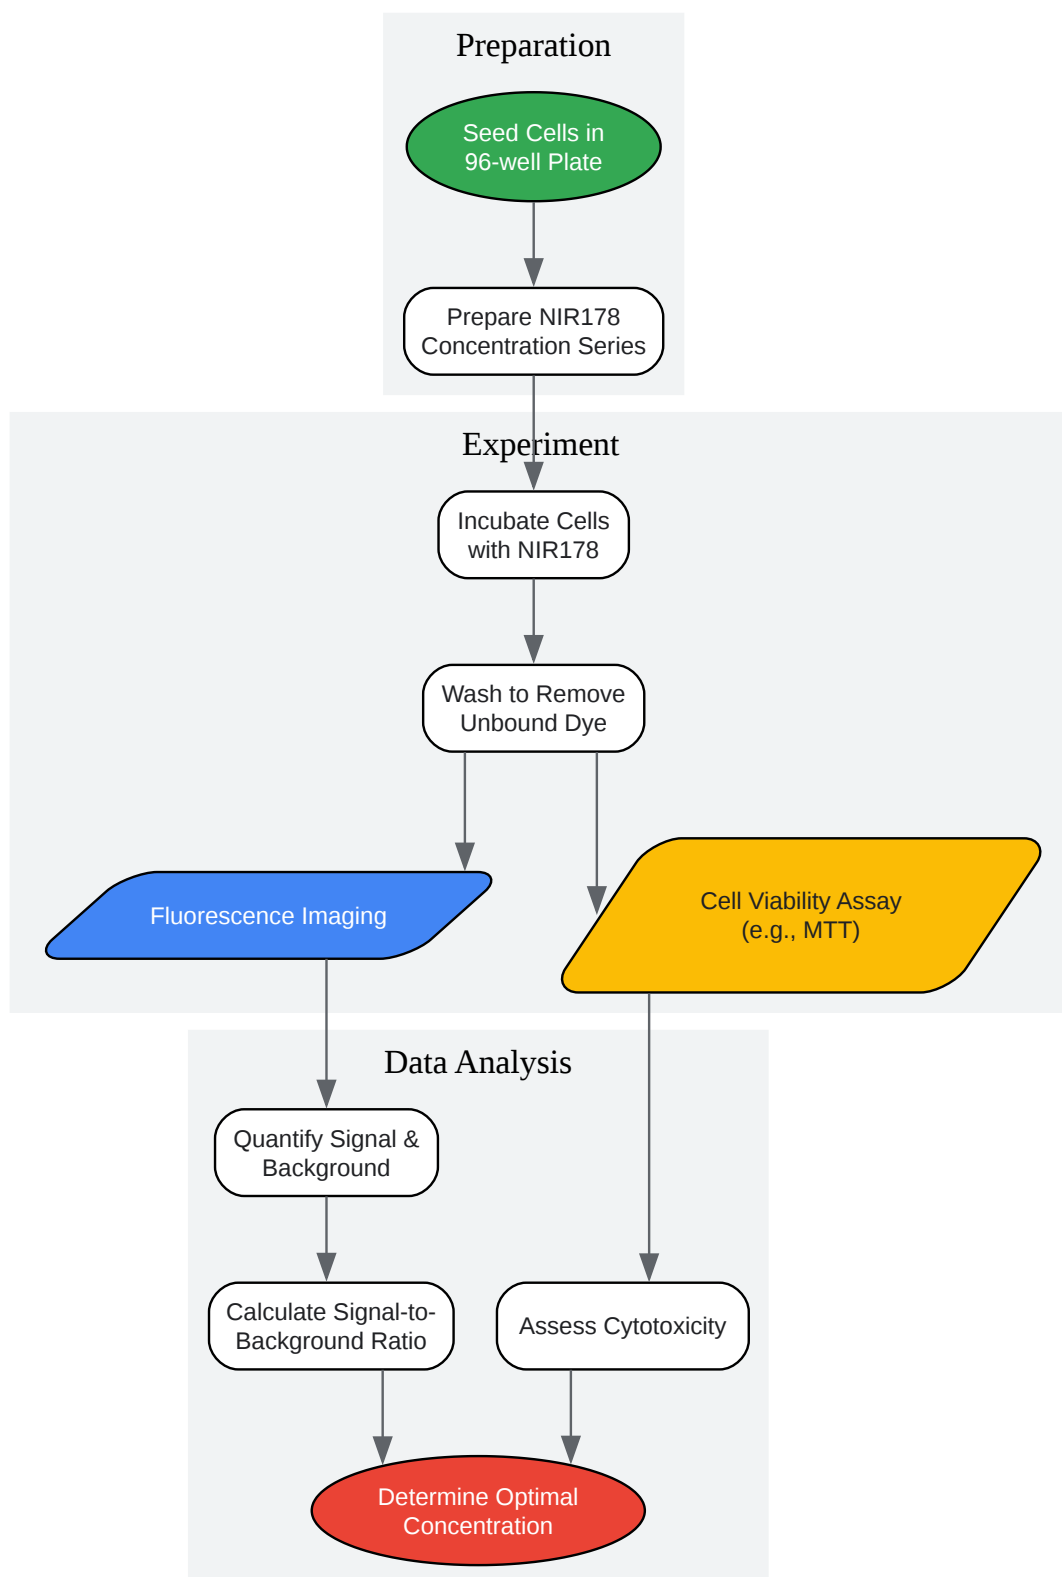 Preparation
Seed Cells in
96-well Plate
Prepare NIR178
Concentration Series
Experiment
Incubate Cells
with NIR178
Wash to Remove
Unbound Dye
Fluorescence Imaging
Cell Viability Assay
(e.g., MTT)
Data Analysis
Quantify Signal &
Background
Calculate Signal-to-
Background Ratio
Assess Cytotoxicity
Determine Optimal
Concentration